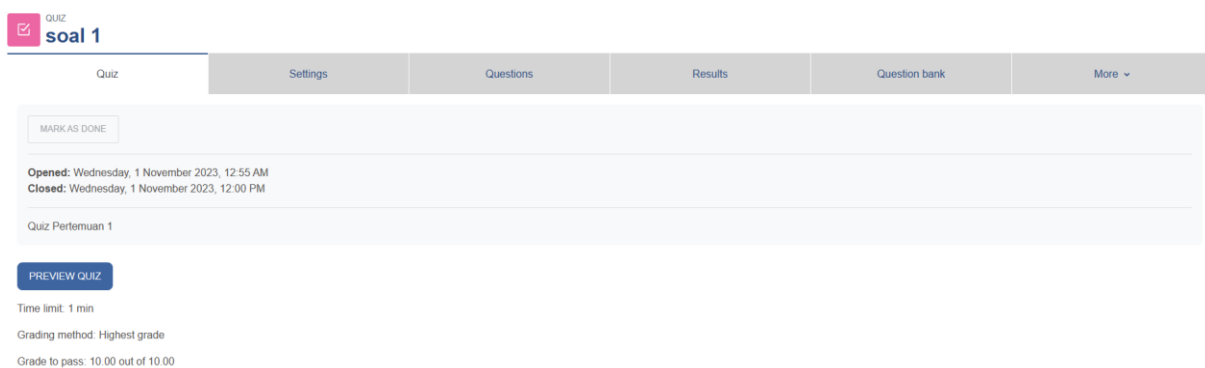 QUIZ
soal 1
Quiz Settings Questions Results Question bank More
MARK AS DONE
Opened: Wednesday, 1 November 2023, 12:55 AM
Closed: Wednesday, 1 November 2023, 12:00 PM
Quiz Pertemuan 1
PREVIEW QUIZ
Time limit: 1 min
Grading method: Highest grade
Grade to pass: 10.00 out of 10.00